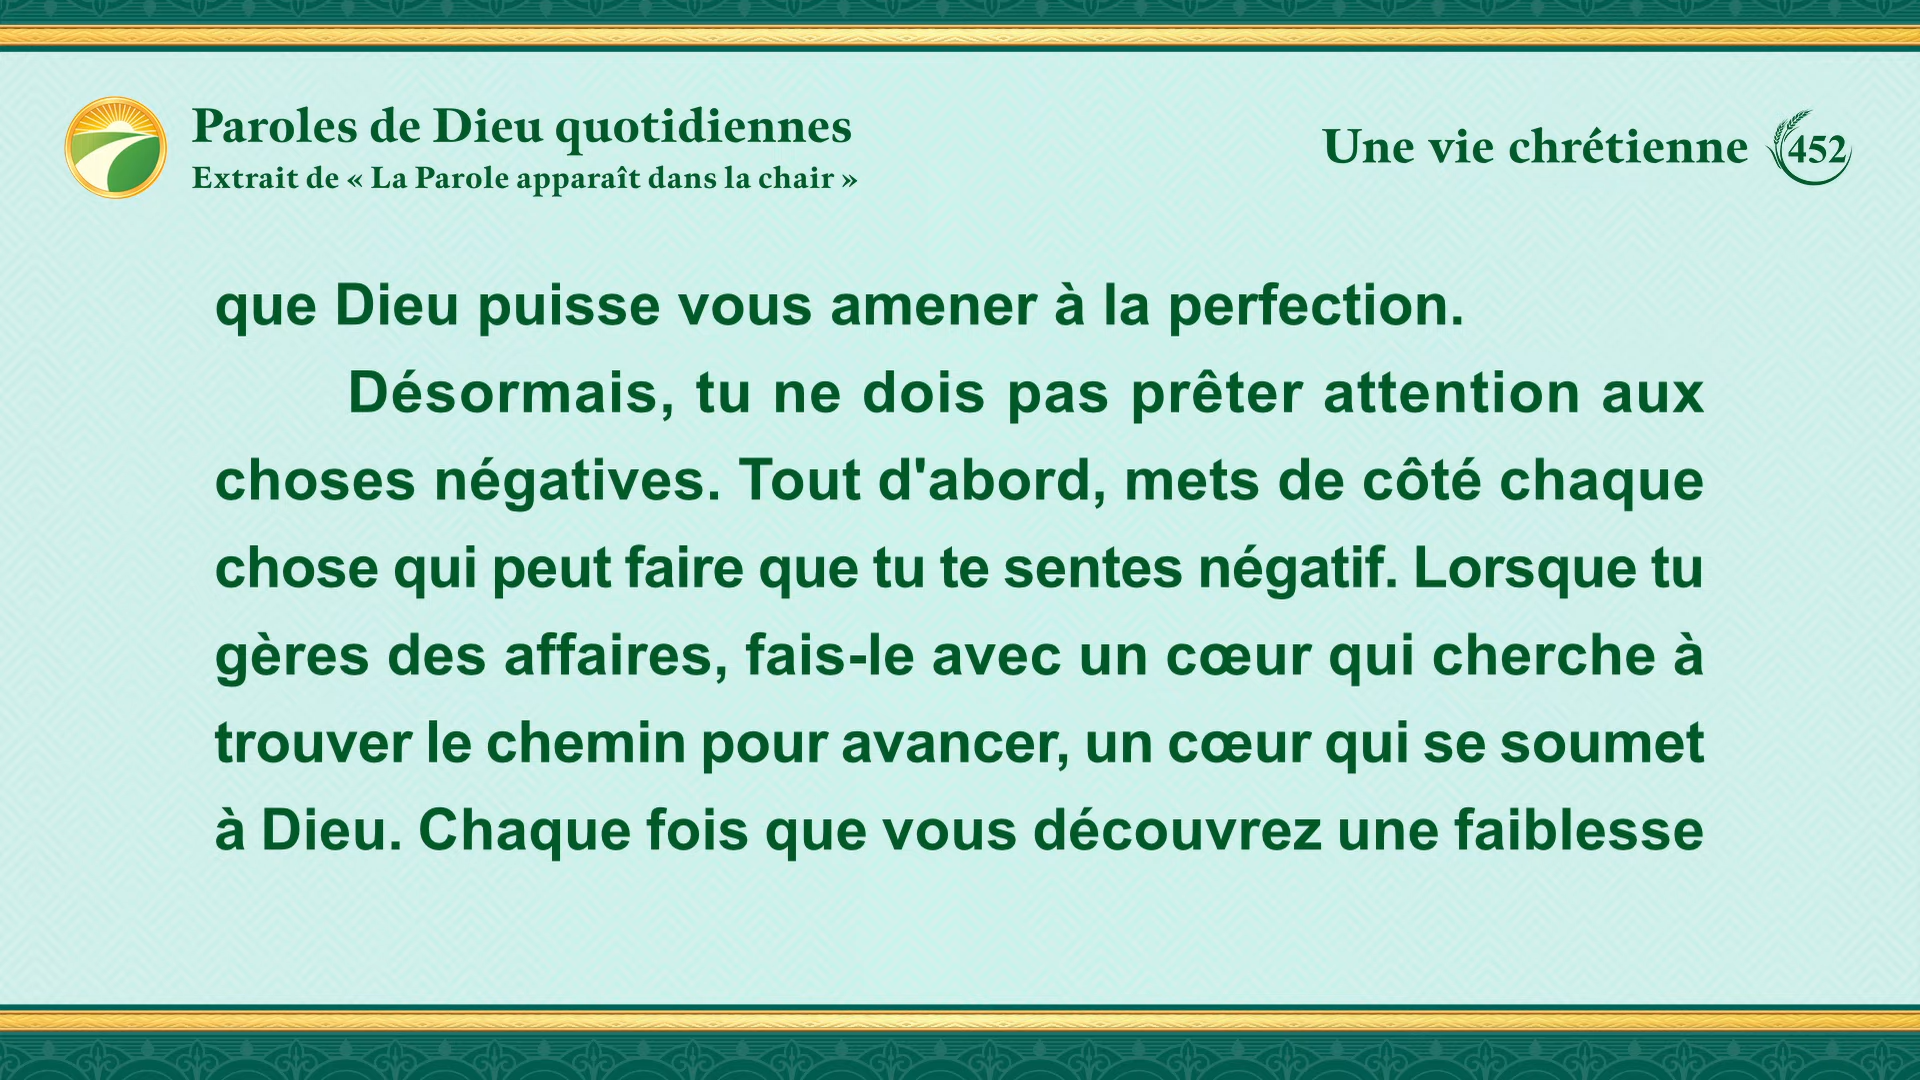 Paroles de Dieu quotidiennes
Extrait de « La Parole apparaît dans la chair »
Une vie chrétienne 452
que Dieu puisse vous amener à la perfection.
Désormais, tu ne dois pas prêter attention aux
choses négatives. Tout d'abord, mets de côté chaque
chose qui peut faire que tu te sentes négatif. Lorsque tu
gères des affaires, fais-le avec un cœur qui cherche à
trouver le chemin pour avancer, un cœur qui se soumet
à Dieu. Chaque fois que vous découvrez une faiblesse